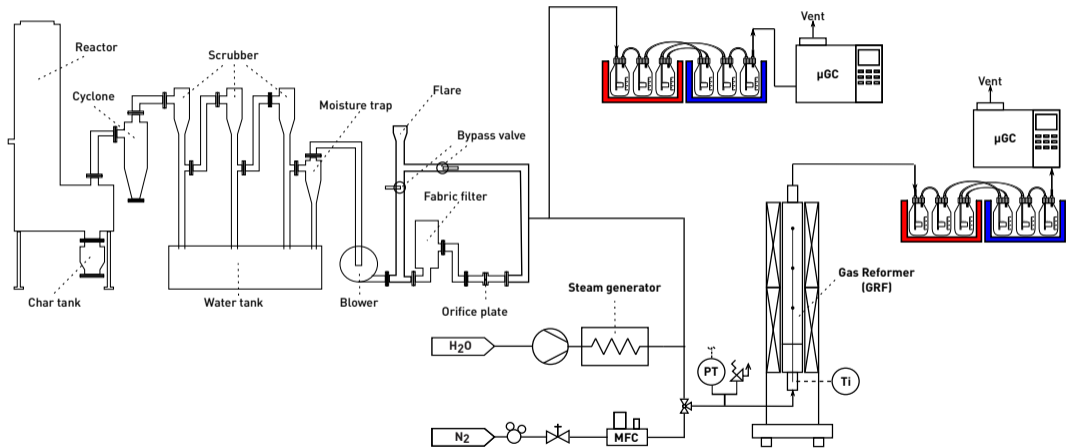 Reactor
Cyclone
Scrubber
Moisture trap
Flare
Bypass valve
Fabric filter
Char tank
Water tank
Blower
Orifice plate
Vent
μGC
Vent
μGC
Steam generator
H₂O
N₂
MFC
PT
Ti
Gas Reformer
(GRF)